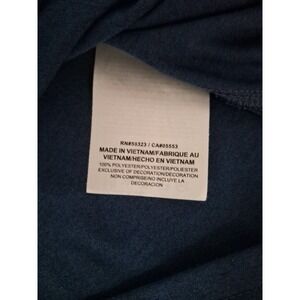 RN#56323 / CA#05553
MADE IN VIETNAM/FABRIQUE AU
VIETNAM/HECHO EN VIETNAM
100% POLYESTER/POLYESTER/POLIESTER
EXCLUSIVE OF DECORATION/DECORATION
NON COMPRISE/NO INCLUYE LA
DECORACION